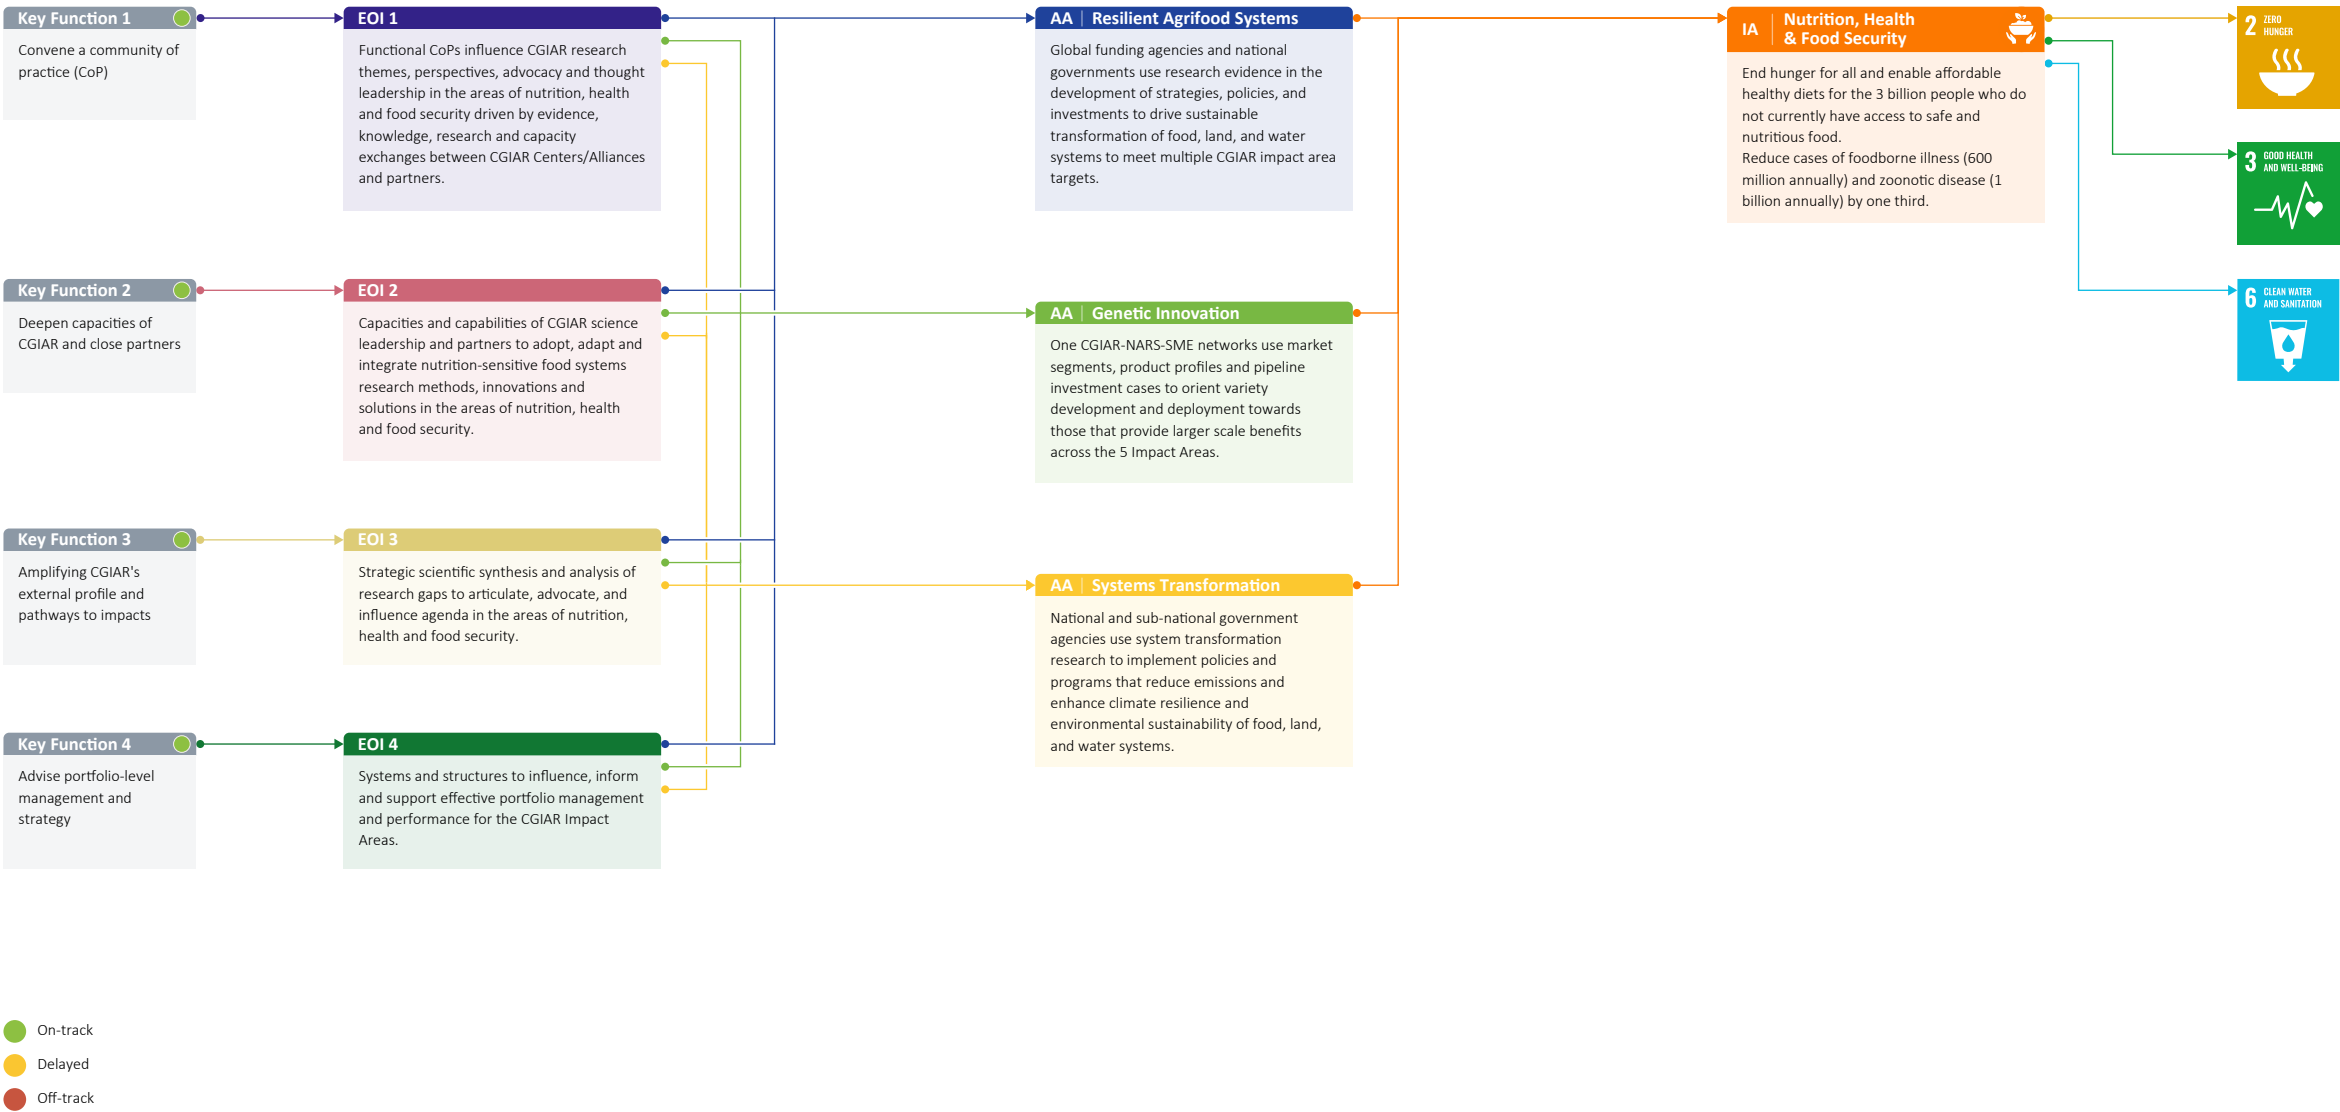 Key Function 1
Convene a community of
practice (CoP)
EOI 1
Functional CoPs influence CGIAR research
themes, perspectives, advocacy and thought
leadership in the areas of nutrition, health
and food security driven by evidence,
knowledge, research and capacity
exchanges between CGIAR Centers/Alliances
and partners.
AA | Resilient Agrifood Systems
Global funding agencies and national
governments use research evidence in the
development of strategies, policies, and
investments to drive sustainable
transformation of food, land, and water
systems to meet multiple CGIAR impact area
targets.
IA | Nutrition, Health
& Food Security
End hunger for all and enable affordable
healthy diets for the 3 billion people who do
not currently have access to safe and
nutritious food.
Reduce cases of foodborne illness (600
million annually) and zoonotic disease (1
billion annually) by one third.
2 ZERO
HUNGER
3 GOOD HEALTH
AND WELL-BEING
6 CLEAN WATER
AND SANITATION
Key Function 2
Deepen capacities of
CGIAR and close partners
EOI 2
Capacities and capabilities of CGIAR science
leadership and partners to adopt, adapt and
integrate nutrition-sensitive food systems
research methods, innovations and
solutions in the areas of nutrition, health
and food security.
AA | Genetic Innovation
One CGIAR-NARS-SME networks use market
segments, product profiles and pipeline
investment cases to orient variety
development and deployment towards
those that provide larger scale benefits
across the 5 Impact Areas.
Key Function 3
Amplifying CGIAR's
external profile and
pathways to impacts
EOI 3
Strategic scientific synthesis and analysis of
research gaps to articulate, advocate, and
influence agenda in the areas of nutrition,
health and food security.
AA | Systems Transformation
National and sub-national government
agencies use system transformation
research to implement policies and
programs that reduce emissions and
enhance climate resilience and
environmental sustainability of food, land,
and water systems.
Key Function 4
Advise portfolio-level
management and
strategy
EOI 4
Systems and structures to influence, inform
and support effective portfolio management
and performance for the CGIAR Impact
Areas.
On-track
Delayed
Off-track